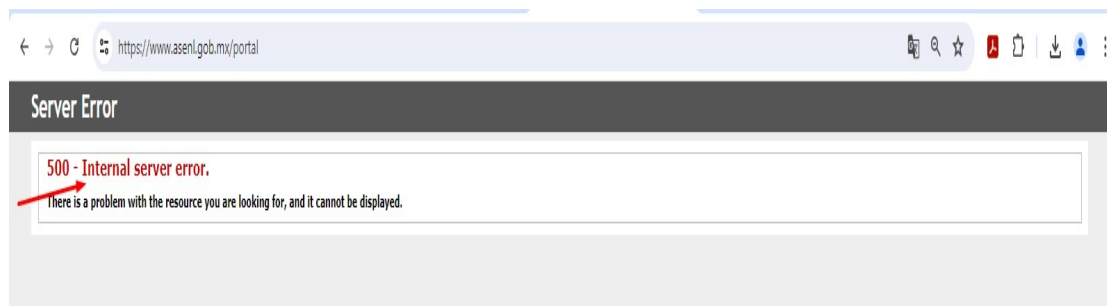 https://www.asenl.gob.mx/portal
Server Error
500 - Internal server error.
There is a problem with the resource you are looking for, and it cannot be displayed.